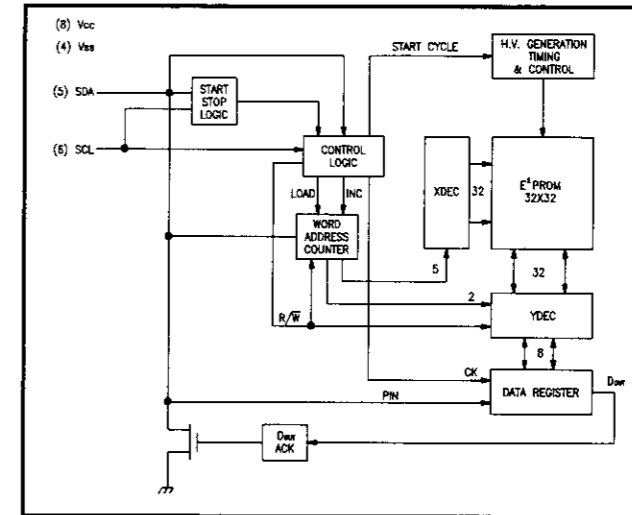 (8) Vcc
(4) Vss
(5) SDA
(6) SCL
START
STOP
LOGIC
START CYCLE
H.V. GENERATION
TIMING
& CONTROL
CONTROL
LOGIC
LOAD
INC
WORD
ADDRESS
COUNTER
XDEC
32
E²PROM
32X32
5
32
2
R/W̅
YDEC
8
CK
PIN
DATA REGISTER
DOUT
DOUT
ACK